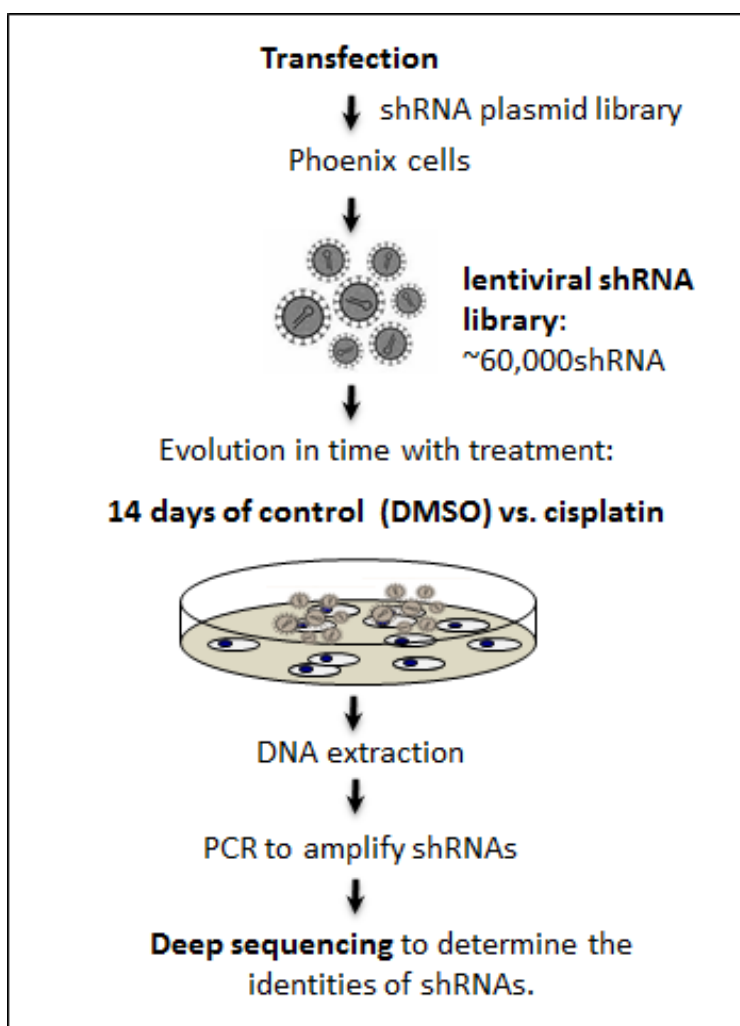 Transfection
shRNA plasmid library
Phoenix cells
lentiviral shRNA
library:
~60,000shRNA
Evolution in time with treatment:
14 days of control (DMSO) vs. cisplatin
DNA extraction
PCR to amplify shRNAs
Deep sequencing to determine the
identities of shRNAs.